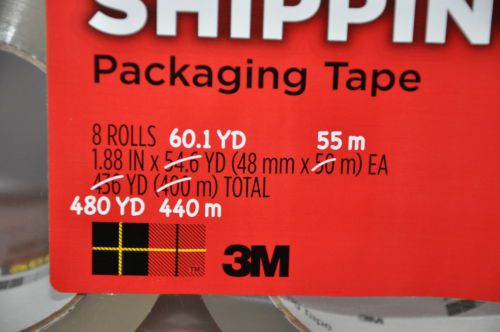 SHIPPIN
Packaging Tape
8 ROLLS 60.1 YD 55 m
1.88 IN x 54.6 YD (48 mm x 50 m) EA
436 YD (400 m) TOTAL
480 YD 440 m
TM
3M